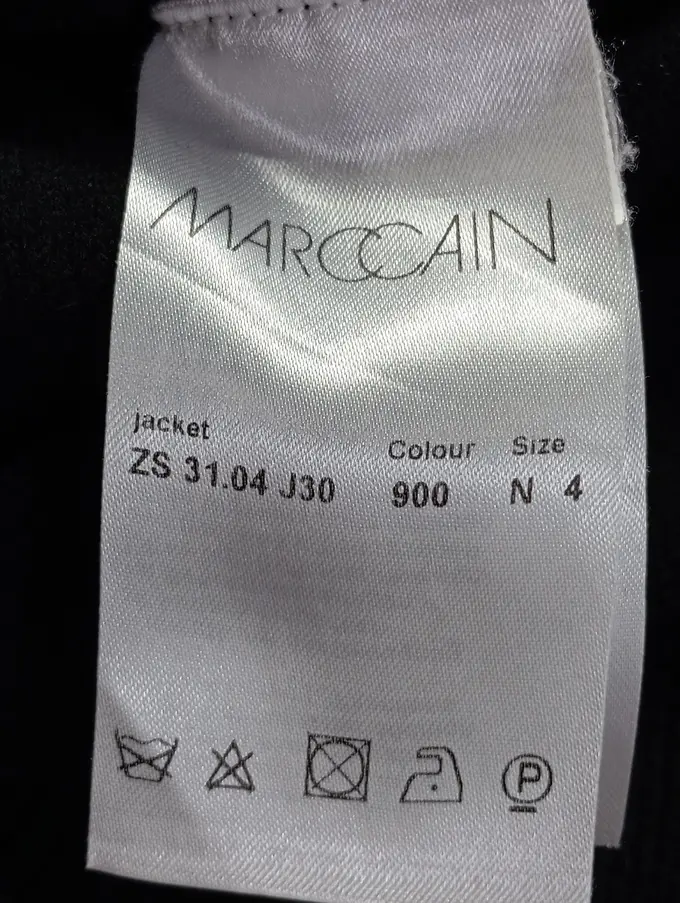 MARCCAIN
jacket Colour Size
ZS 31.04 J30 900 N 4
P